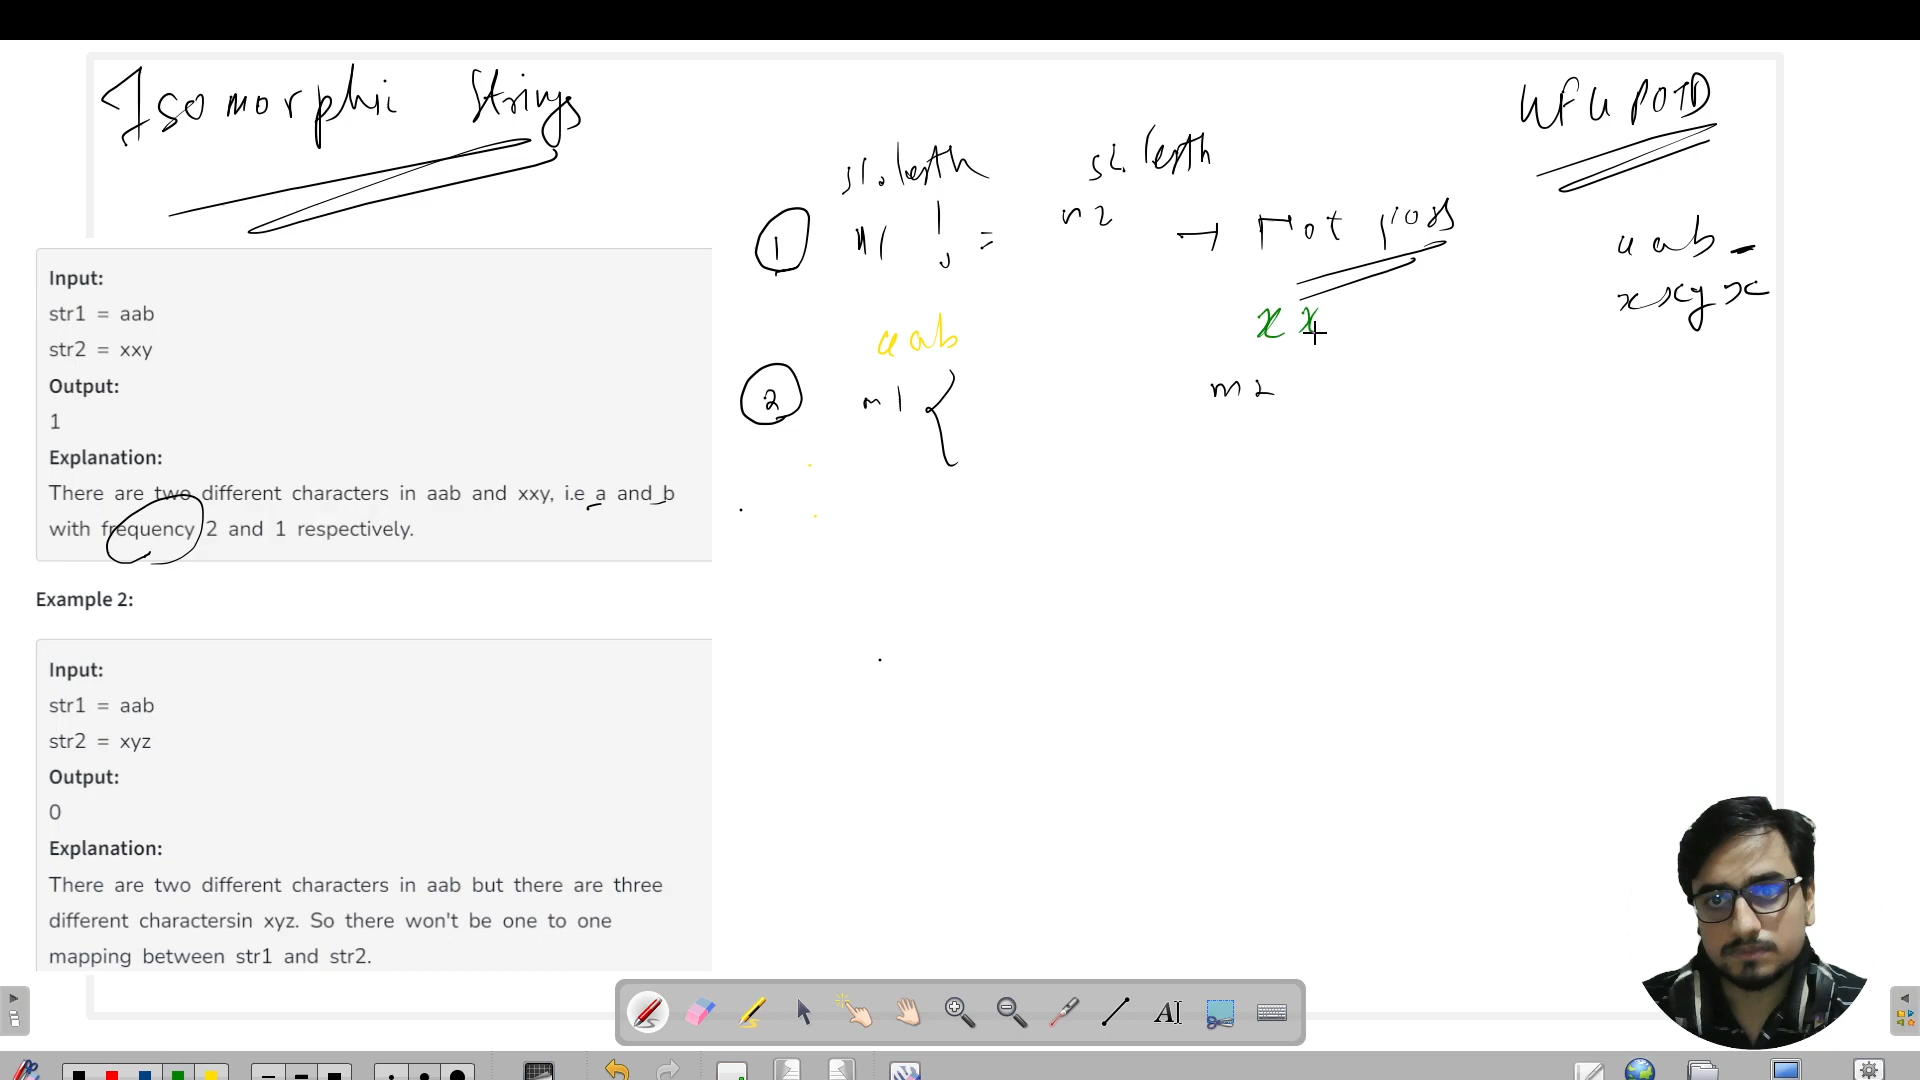 Isomorphic Strings
Input:
str1 = aab
str2 = xxy
Output:
1
Explanation:
There are two different characters in aab and xxy, i.e a and b
with frequency 2 and 1 respectively.
Example 2:
Input:
str1 = aab
str2 = xyz
Output:
0
Explanation:
There are two different characters in aab but there are three
different charactersin xyz. So there won't be one to one
mapping between str1 and str2.
s1.length s2.length
1 n1 != n2 → Not poss
aab xx
2 m1 { m2
POTD
aab_
xxyx